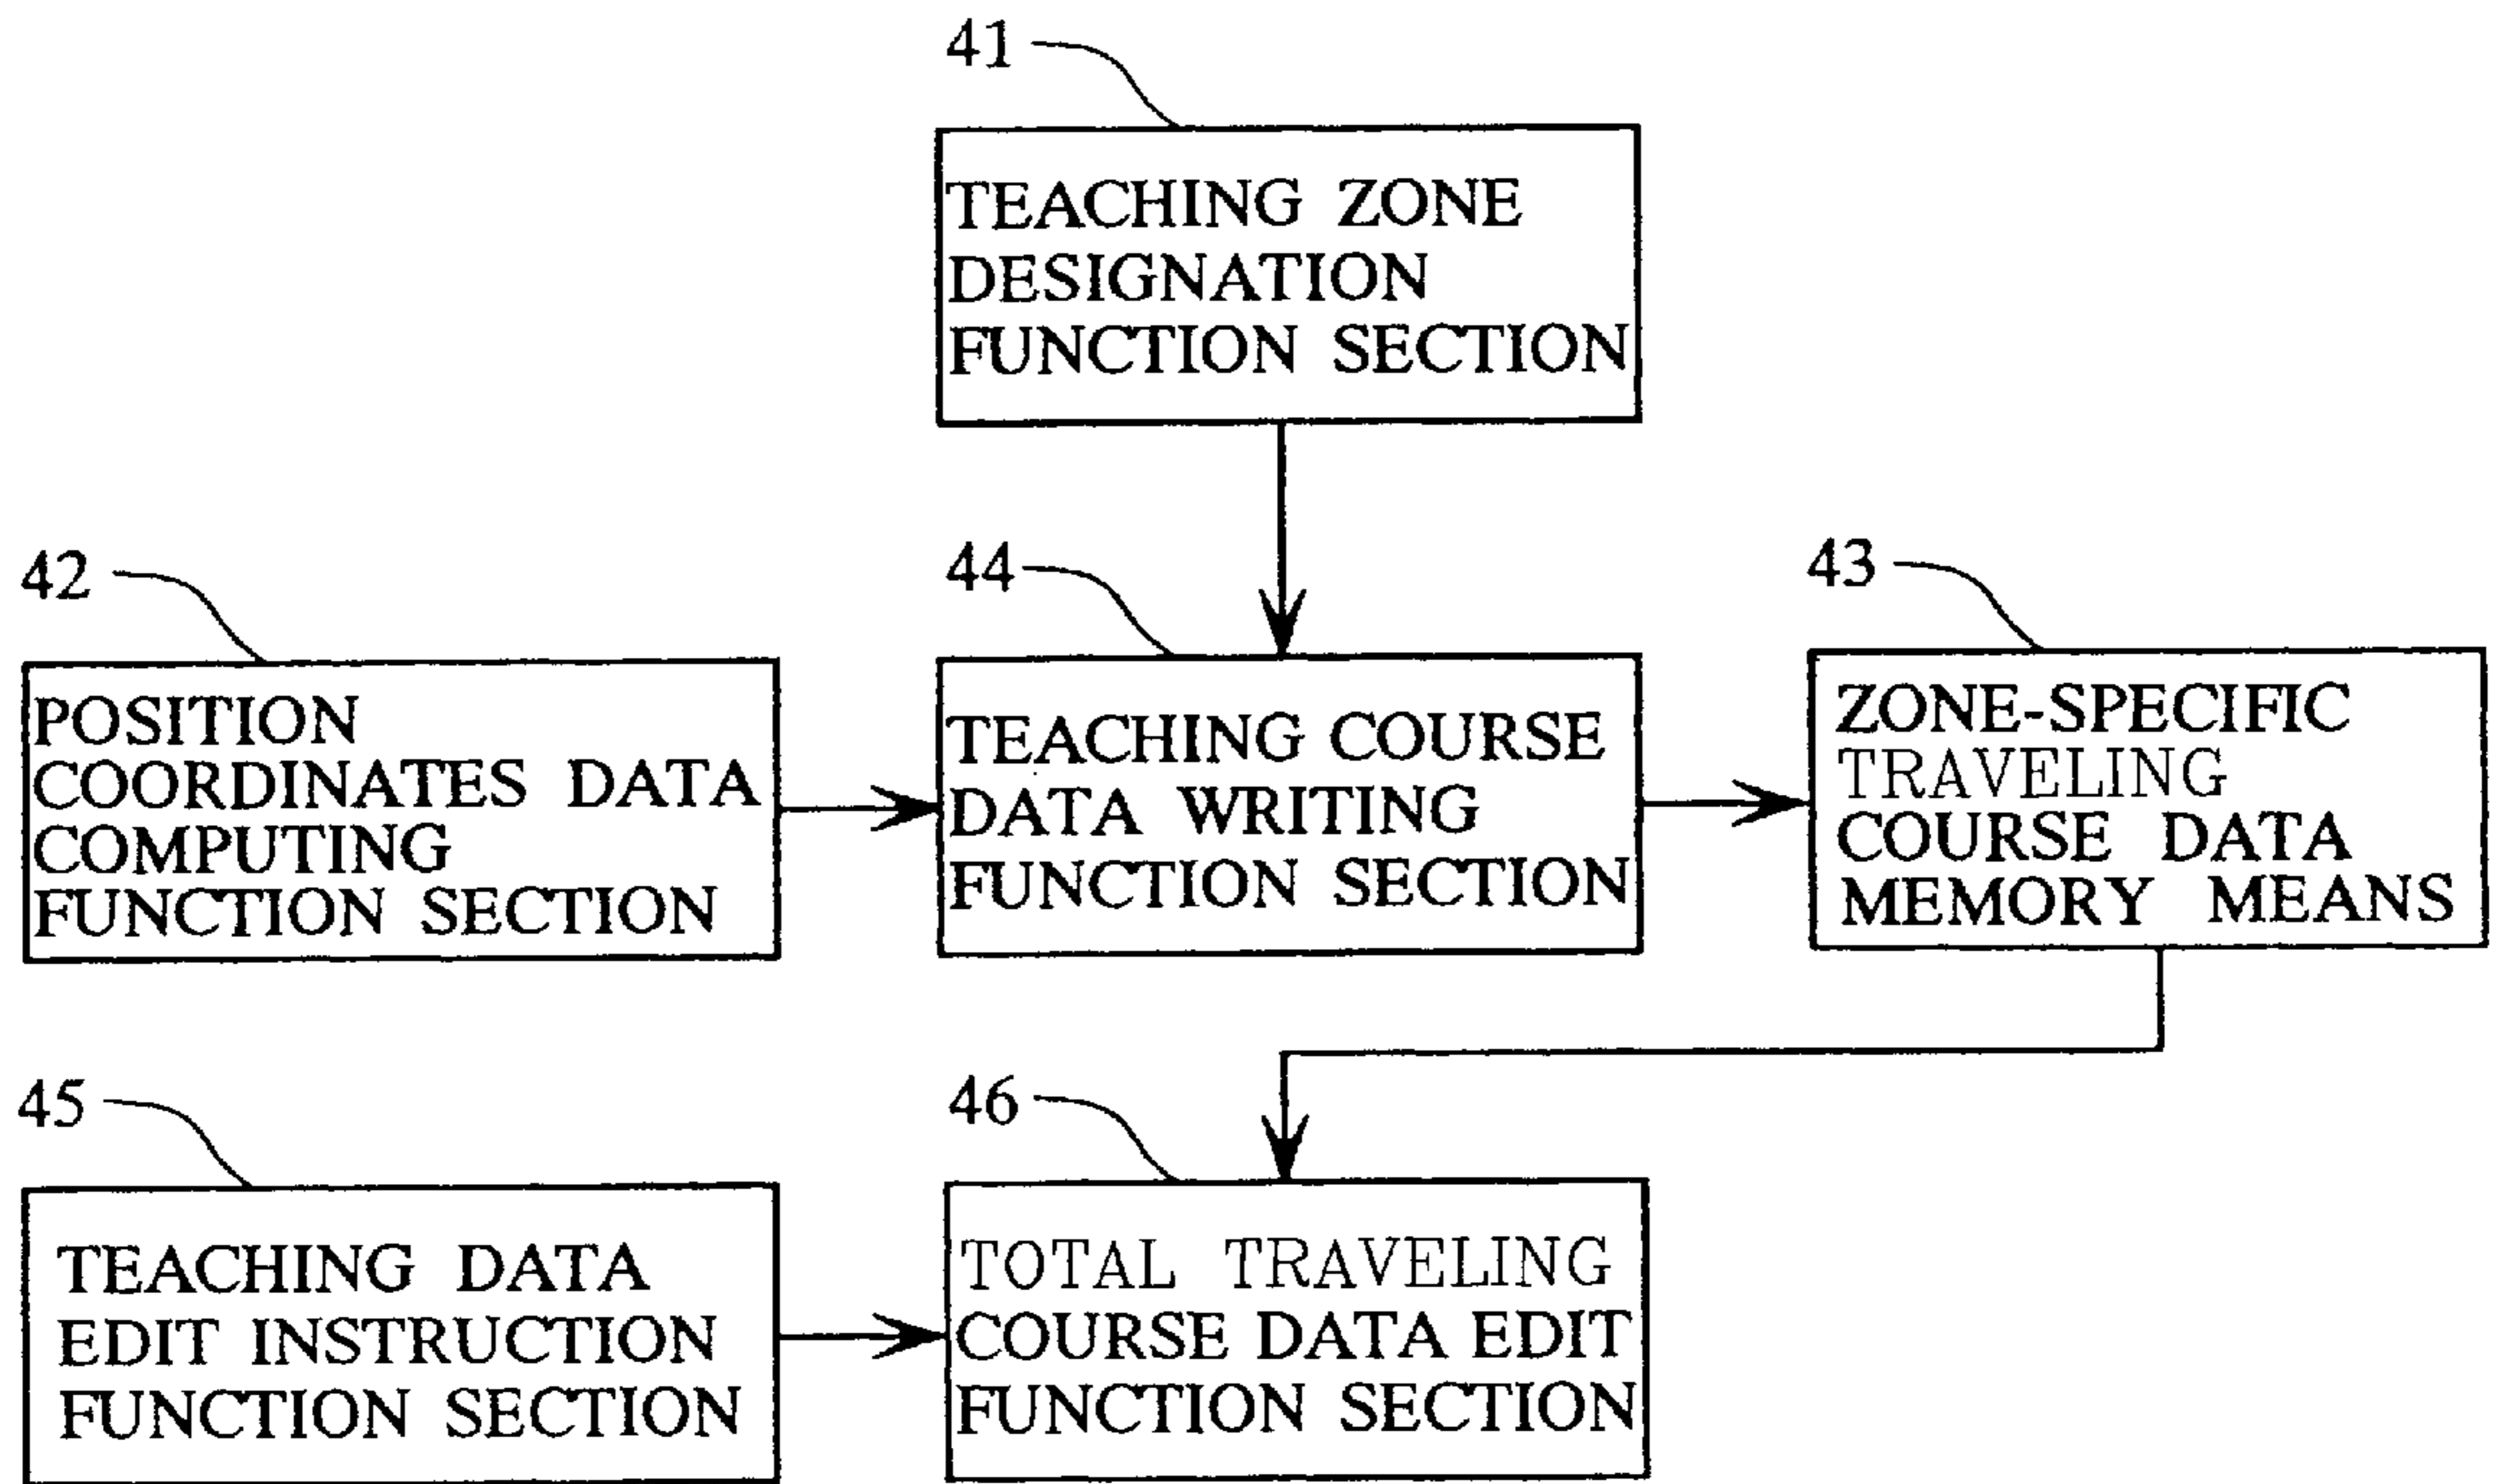 41
TEACHING ZONE
DESIGNATION
FUNCTION SECTION
42
POSITION
COORDINATES DATA
COMPUTING
FUNCTION SECTION
44
TEACHING COURSE
DATA WRITING
FUNCTION SECTION
43
ZONE-SPECIFIC
TRAVELING
COURSE DATA
MEMORY MEANS
45
TEACHING DATA
EDIT INSTRUCTION
FUNCTION SECTION
46
TOTAL TRAVELING
COURSE DATA EDIT
FUNCTION SECTION